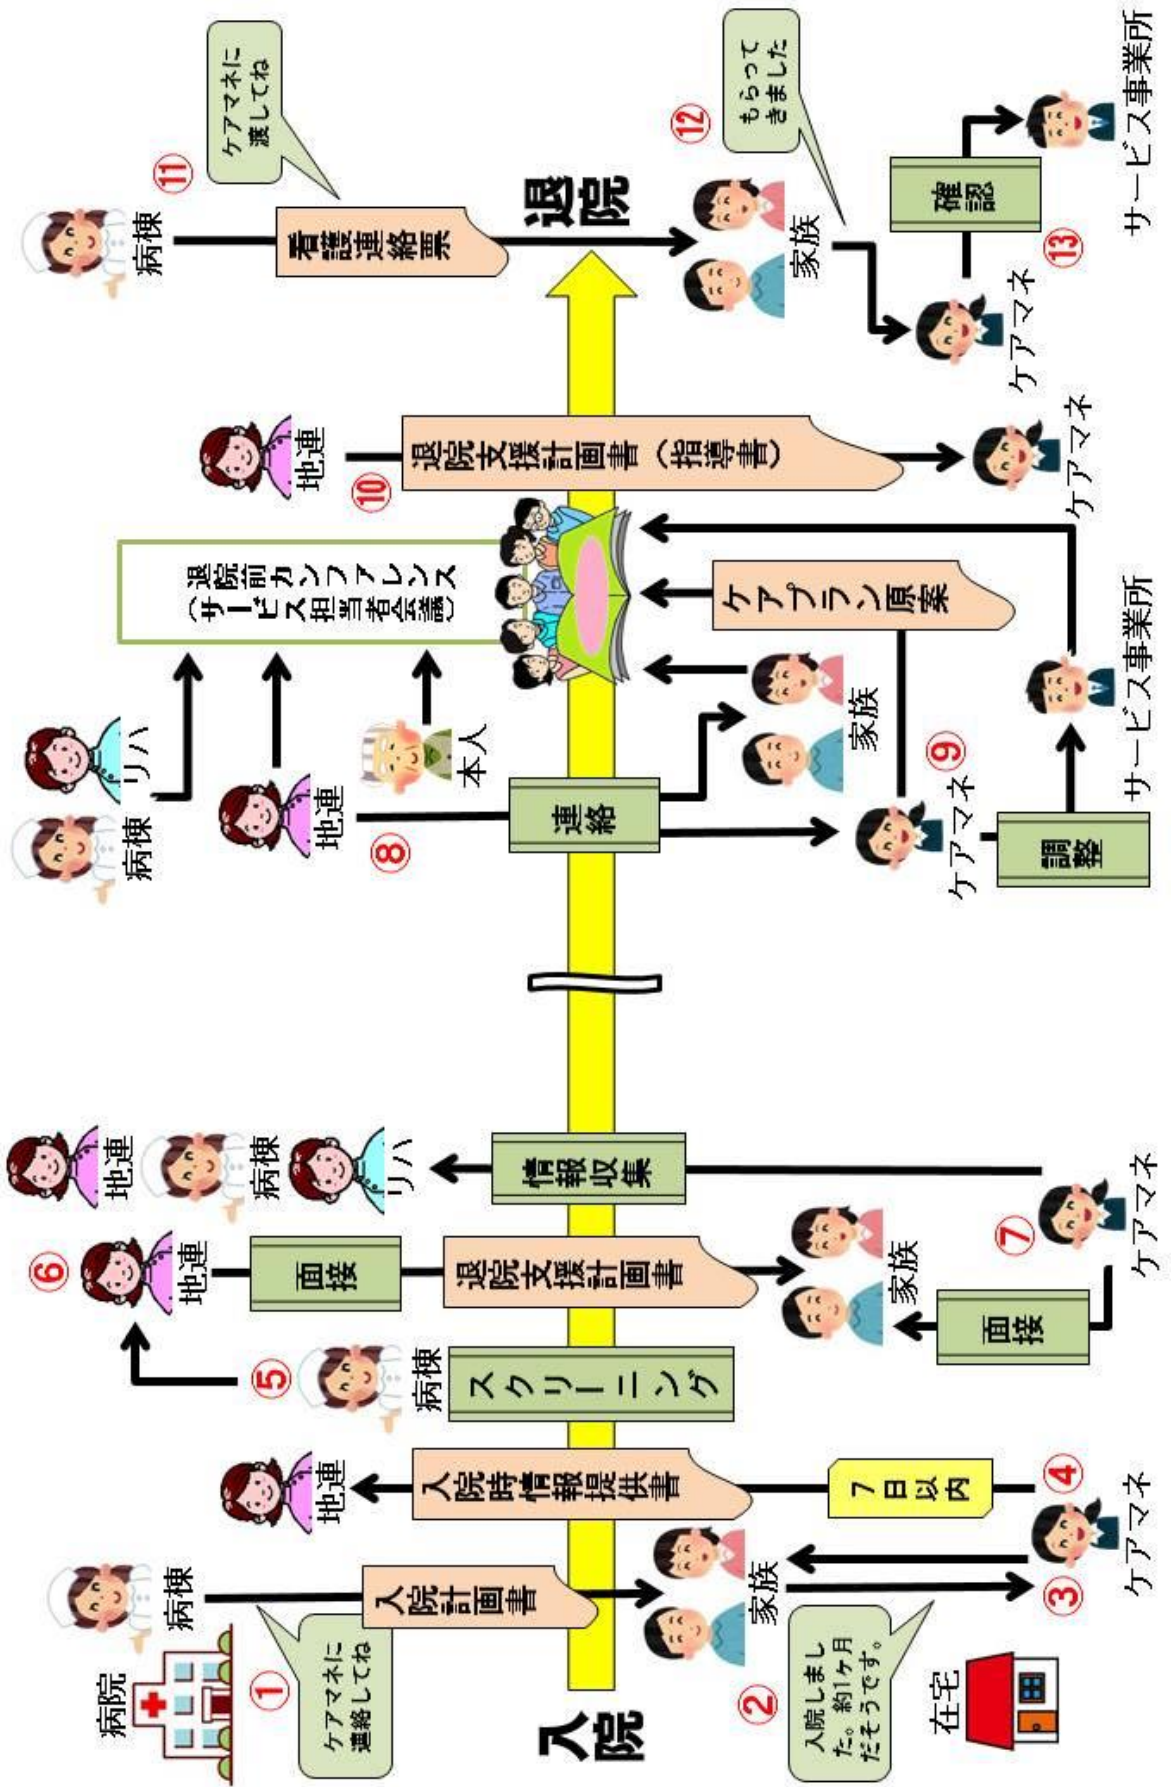 病院
病棟
①
ケアマネに
連絡してね
入院計画書
入院
家族
②
入院しまし
た。約1ヶ月
だそうです。
在宅
③
ケアマネ
④
7日以内
入院時情報提供書
地連
⑤
病棟
スクリーニング
⑥
地連
面接
退院支援計画書
家族
面接
⑦
ケアマネ
情報収集
地連
病棟
リハ
病棟
リハ
地連
⑧
本人
連絡
家族
ケアマネ
⑨
調整
サービス事業所
ケアプラン原案
退院前カンファレンス
（サービス担当者会議）
地連
⑩
退院支援計画書（指導書）
ケアマネ
病棟
⑪
ケアマネに
渡してね
看護連絡票
退院
家族
⑫
もらって
きました
ケアマネ
⑬
確認
サービス事業所